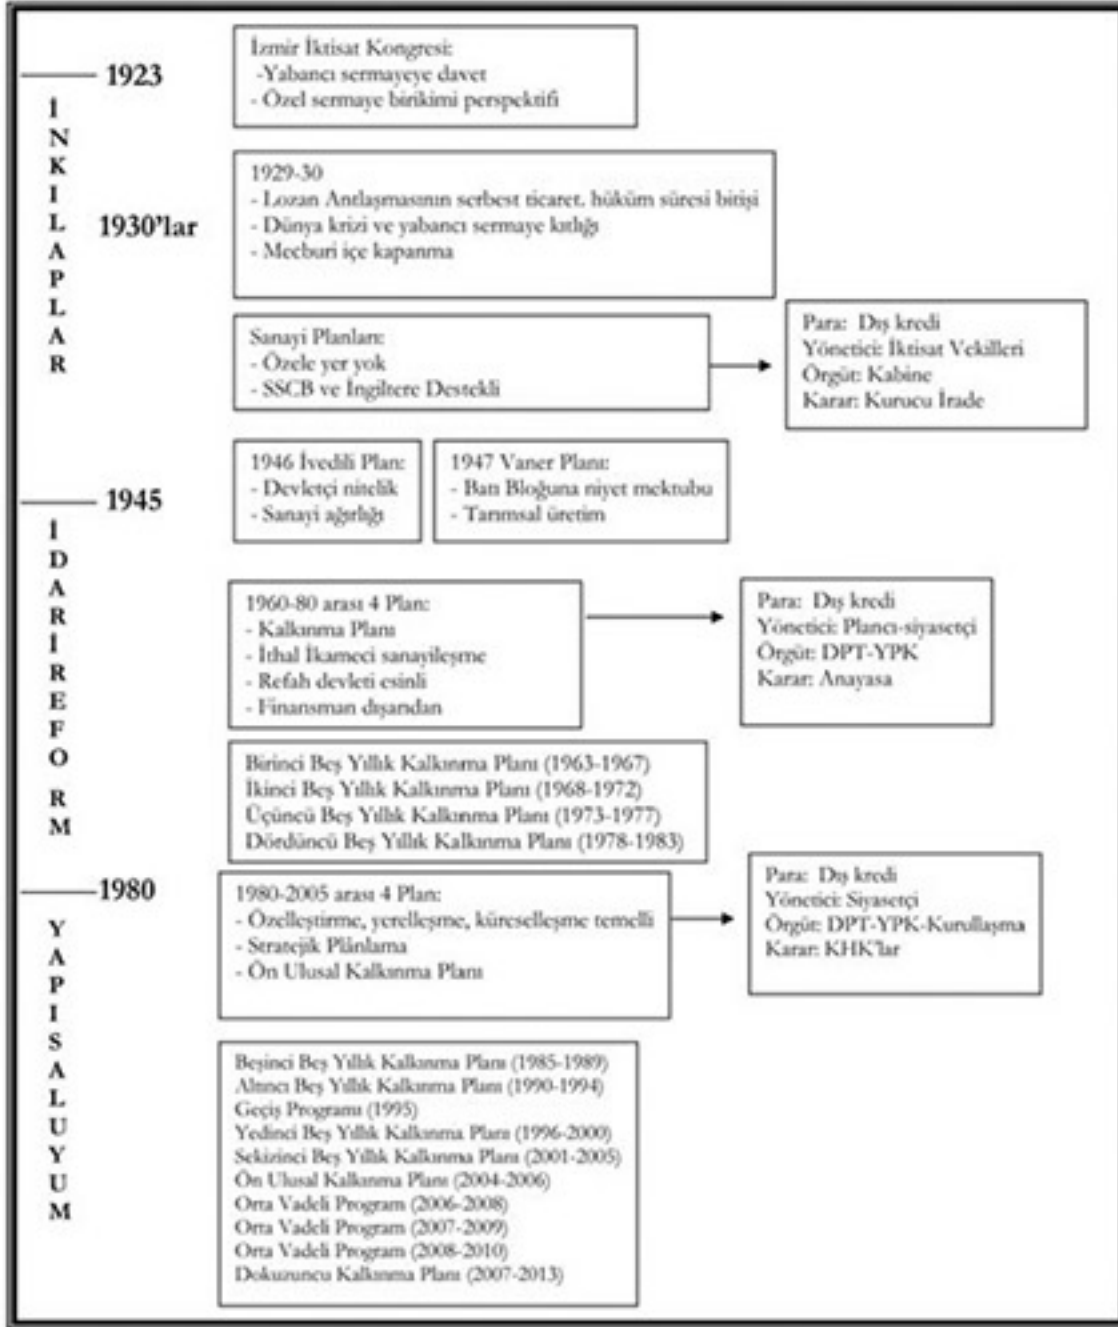 1923
İzmir İktisat Kongresi:
-Yabancı sermayeye davet
- Özel sermaye birikimi perspektifi
İNKILAPLAR
1930’lar
1929-30
- Lozan Antlaşmasının serbest ticaret. hüküm süresi bitişi
- Dünya krizi ve yabancı sermaye kıtlığı
- Mecburi içe kapanma
Sanayi Planları:
- Özele yer yok
- SSCB ve İngiltere Destekli
Para: Dış kredi
Yönetici: İktisat Vekilleri
Örgüt: Kabine
Karar: Kurucu İrade
1945
1946 İvedili Plan:
- Devletçi nitelik
- Sanayi ağırlığı
1947 Vaner Planı:
- Batı Bloğuna niyet mektubu
- Tarımsal üretim
İDARİ REFORM
1960-80 arası 4 Plan:
- Kalkınma Planı
- İthal İkameci sanayileşme
- Refah devleti esinli
- Finansman dışarıdan
Para: Dış kredi
Yönetici: Plancı-siyasetçi
Örgüt: DPT-YPK
Karar: Anayasa
Birinci Beş Yıllık Kalkınma Planı (1963-1967)
İkinci Beş Yıllık Kalkınma Planı (1968-1972)
Üçüncü Beş Yıllık Kalkınma Planı (1973-1977)
Dördüncü Beş Yıllık Kalkınma Planı (1978-1983)
1980
1980-2005 arası 4 Plan:
- Özelleştirme, yerelleşme, küreselleşme temelli
- Stratejik Plânlama
- Ön Ulusal Kalkınma Planı
Para: Dış kredi
Yönetici: Siyasetçi
Örgüt: DPT-YPK-Kurullaşma
Karar: KHK'lar
YAPISAL UYUM
Beşinci Beş Yıllık Kalkınma Planı (1985-1989)
Altıncı Beş Yıllık Kalkınma Planı (1990-1994)
Geçiş Programı (1995)
Yedinci Beş Yıllık Kalkınma Planı (1996-2000)
Sekizinci Beş Yıllık Kalkınma Planı (2001-2005)
Ön Ulusal Kalkınma Planı (2004-2006)
Orta Vadeli Program (2006-2008)
Orta Vadeli Program (2007-2009)
Orta Vadeli Program (2008-2010)
Dokuzuncu Kalkınma Planı (2007-2013)